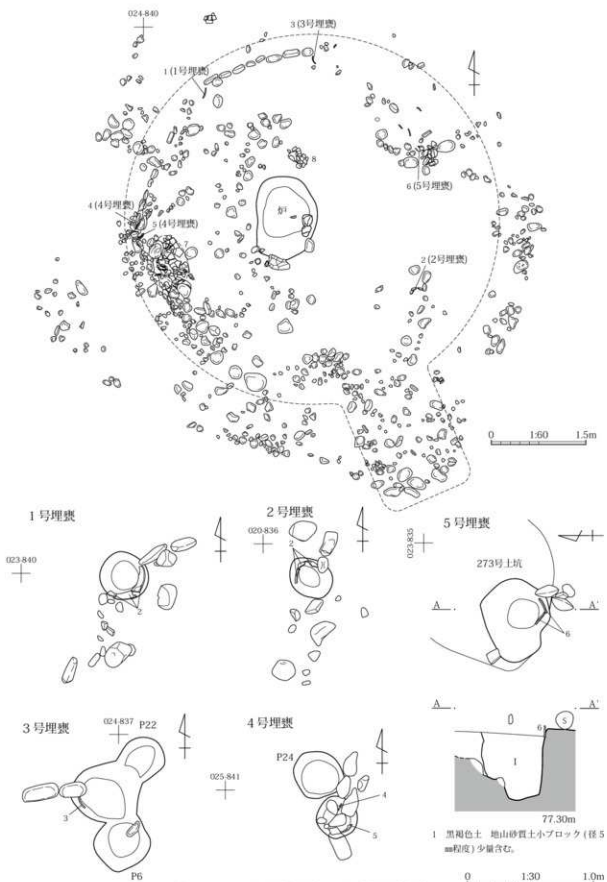 024-840
3 (3号埋甕)
1 (1号埋甕)
8
6 (5号埋甕)
炉
4 (4号埋甕)
5 (4号埋甕)
7
2 (2号埋甕)
0 1:60 1.5m
1号埋甕
023-840
2
2号埋甕
020-836
2
5号埋甕
023-835
273号土坑
A A'
6
3号埋甕
024-837
P22
3
P6
4号埋甕
025-841
P24
4
5
A A'
6
S
1
77.30m
1 黒褐色土 地山砂質土小ブロック (径5
㎜程度) 少量含む。
0 1:30 1.0m